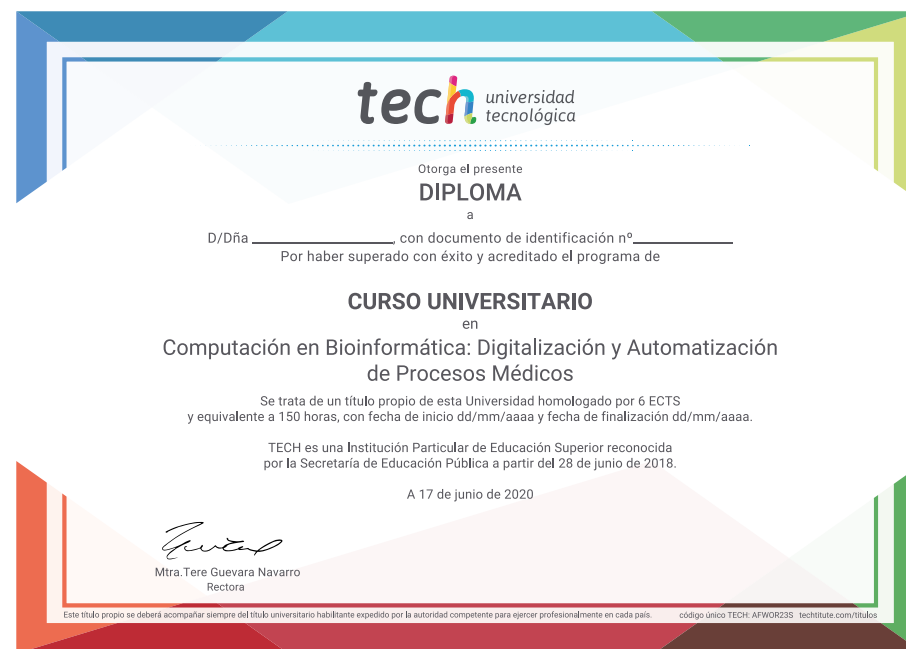 tech universidad
tecnológica
Otorga el presente
DIPLOMA
a
D/Dña ____________________, con documento de identificación nº______________
Por haber superado con éxito y acreditado el programa de
CURSO UNIVERSITARIO
en
Computación en Bioinformática: Digitalización y Automatización
de Procesos Médicos
Se trata de un título propio de esta Universidad homologado por 6 ECTS
y equivalente a 150 horas, con fecha de inicio dd/mm/aaaa y fecha de finalización dd/mm/aaaa.
TECH es una Institución Particular de Educación Superior reconocida
por la Secretaría de Educación Pública a partir del 28 de junio de 2018.
A 17 de junio de 2020
Mtra.Tere Guevara Navarro
Rectora
Este título propio se deberá acompañar siempre del título universitario habilitante expedido por la autoridad competente para ejercer profesionalmente en cada país. código único TECH: AFWOR23S techtitute.com/titulos